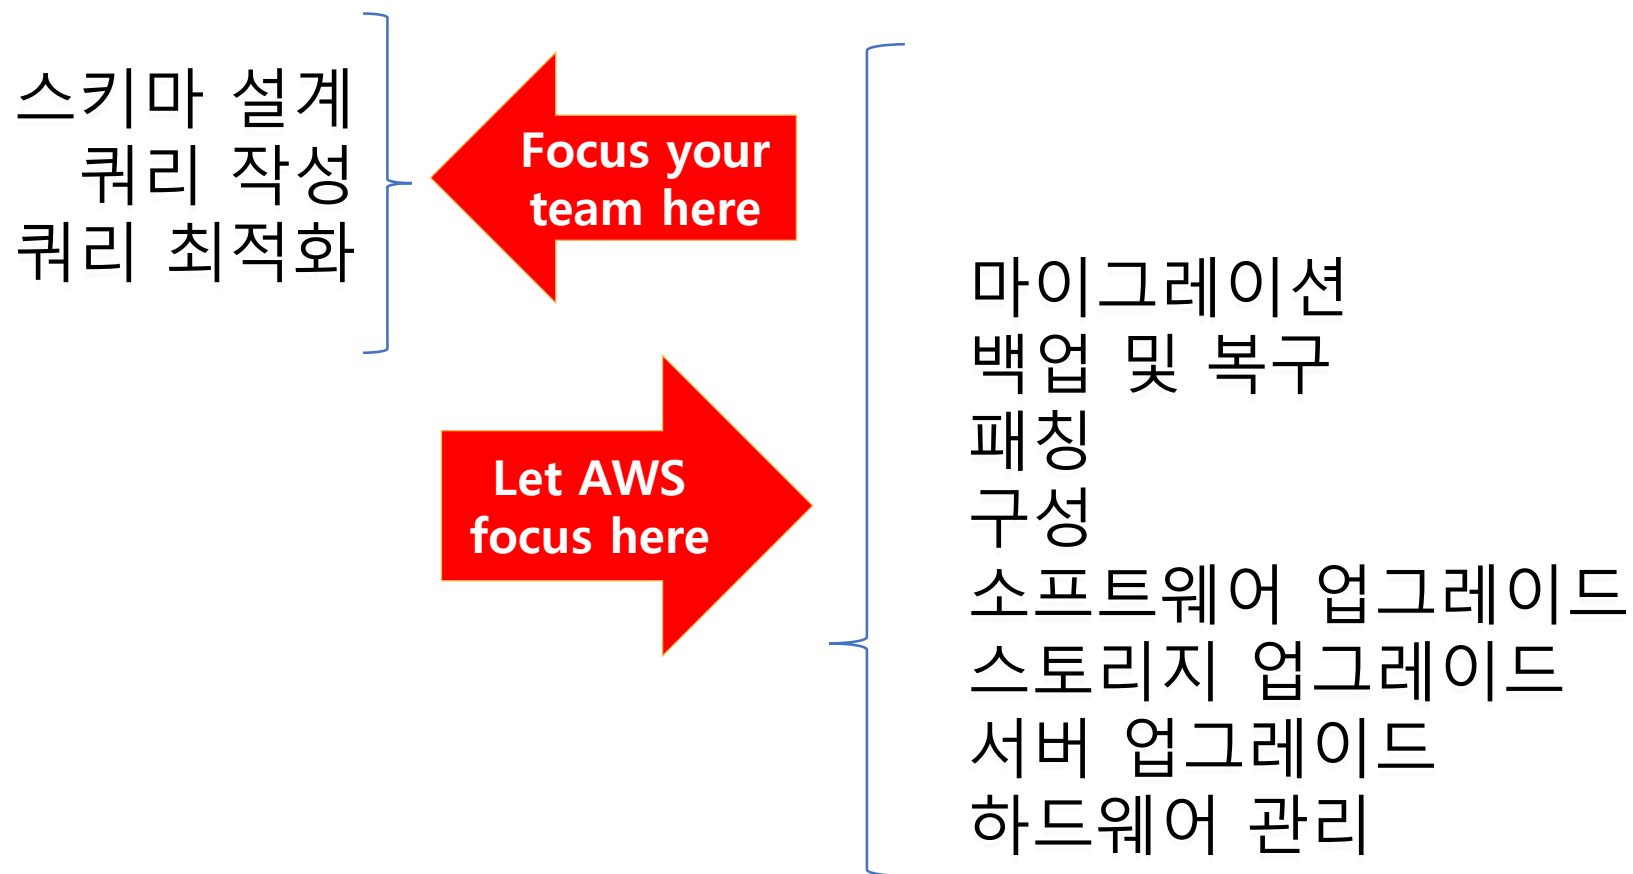 스키마 설계
쿼리 작성
쿼리 최적화
Focus your
team here
Let AWS
focus here
마이그레이션
백업 및 복구
패칭
구성
소프트웨어 업그레이드
스토리지 업그레이드
서버 업그레이드
하드웨어 관리